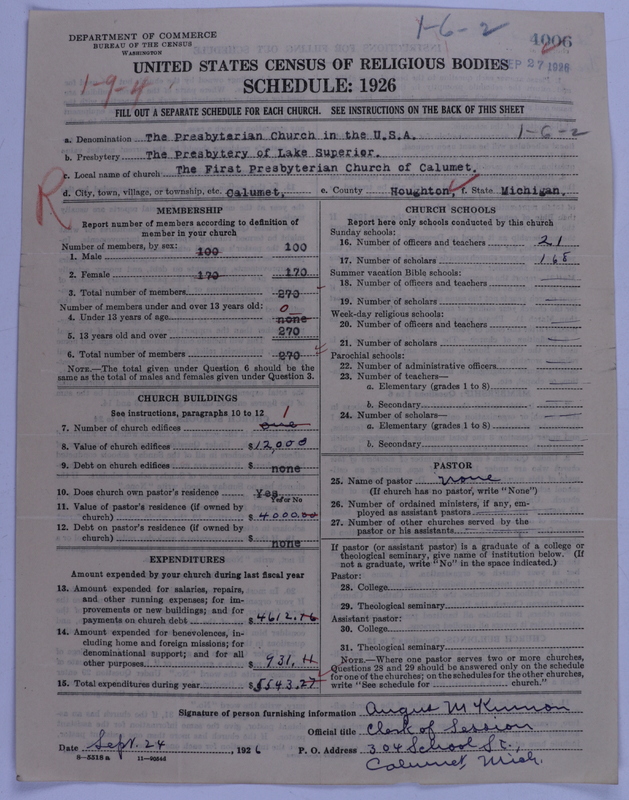 1-6-2
4006
SEP 27 1926
DEPARTMENT OF COMMERCE
BUREAU OF THE CENSUS
WASHINGTON
UNITED STATES CENSUS OF RELIGIOUS BODIES
1-9-4
SCHEDULE: 1926
FILL OUT A SEPARATE SCHEDULE FOR EACH CHURCH. SEE INSTRUCTIONS ON THE BACK OF THIS SHEET
a. Denomination The Presbyterian Church in the U.S.A. 1-6-2
b. Presbytery The Presbytery of Lake Superior.
c. Local name of church The First Presbyterian Church of Calumet.
R
d. City, town, village, or township, etc. Calumet. e. County Houghton, f. State Michigan.
MEMBERSHIP
Report number of members according to definition of
member in your church
Number of members, by sex:
1. Male 100 100
2. Female 170 170
3. Total number of members 270
Number of members under and over 13 years old:
4. Under 13 years of age 0 none
5. 13 years old and over 270
6. Total number of members 270
NOTE.—The total given under Question 6 should be the
same as the total of males and females given under Question 3.
CHURCH BUILDINGS
See instructions, paragraphs 10 to 12
7. Number of church edifices one 1
8. Value of church edifices $12,000
9. Debt on church edifices $ none
10. Does church own pastor's residence Yes
Yes or No
11. Value of pastor's residence (if owned by
church) $4000.00
12. Debt on pastor's residence (if owned by
church) $ none
EXPENDITURES
Amount expended by your church during last fiscal year
13. Amount expended for salaries, repairs,
and other running expenses; for im-
provements or new buildings; and for
payments on church debt $4612.16
14. Amount expended for benevolences, in-
cluding home and foreign missions; for
denominational support; and for all
other purposes $931.11
15. Total expenditures during year $5543.27
CHURCH SCHOOLS
Report here only schools conducted by this church
Sunday schools:
16. Number of officers and teachers 21
17. Number of scholars 168
Summer vacation Bible schools:
18. Number of officers and teachers
19. Number of scholars
Week-day religious schools:
20. Number of officers and teachers
21. Number of scholars
Parochial schools:
22. Number of administrative officers
23. Number of teachers—
a. Elementary (grades 1 to 8)
b. Secondary
24. Number of scholars—
a. Elementary (grades 1 to 8)
b. Secondary
PASTOR
25. Name of pastor none
(If church has no pastor, write "None")
26. Number of ordained ministers, if any, em-
ployed as assistant pastors
27. Number of other churches served by the
pastor or his assistants
If pastor (or assistant pastor) is a graduate of a college or
theological seminary, give name of institution below. (If
not a graduate, write "No" in the space indicated.)
Pastor:
28. College
29. Theological seminary
Assistant pastor:
30. College
31. Theological seminary
NOTE.—Where one pastor serves two or more churches,
Questions 28 and 29 should be answered only on the schedule
for one of the churches; on the schedules for the other churches,
write "See schedule for church."
Signature of person furnishing information Angus McKinnon
Official title Clerk of Session
Date Sept. 24, 1926 P. O. Address 304 School St.,
8—5518 a
Calumet, Mich.